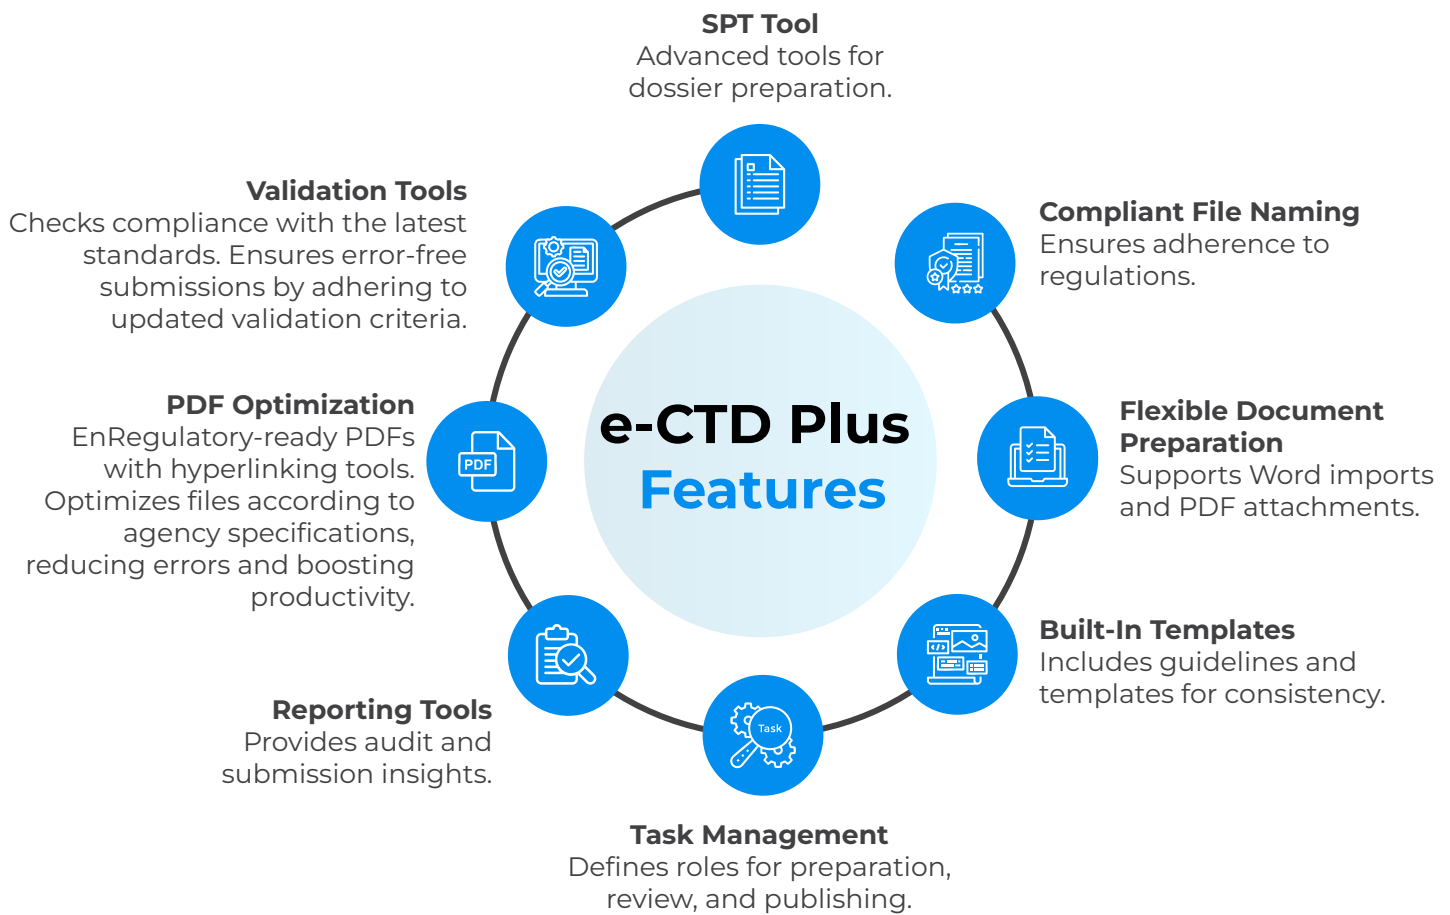 SPT Tool
Advanced tools for
dossier preparation.
Compliant File Naming
Ensures adherence to
regulations.
Flexible Document
Preparation
Supports Word imports
and PDF attachments.
Built-In Templates
Includes guidelines and
templates for consistency.
Task
Task Management
Defines roles for preparation,
review, and publishing.
Reporting Tools
Provides audit and
submission insights.
PDF
PDF Optimization
EnRegulatory-ready PDFs
with hyperlinking tools.
Optimizes files according to
agency specifications,
reducing errors and boosting
productivity.
Validation Tools
Checks compliance with the latest
standards. Ensures error-free
submissions by adhering to
updated validation criteria.
e-CTD Plus
Features